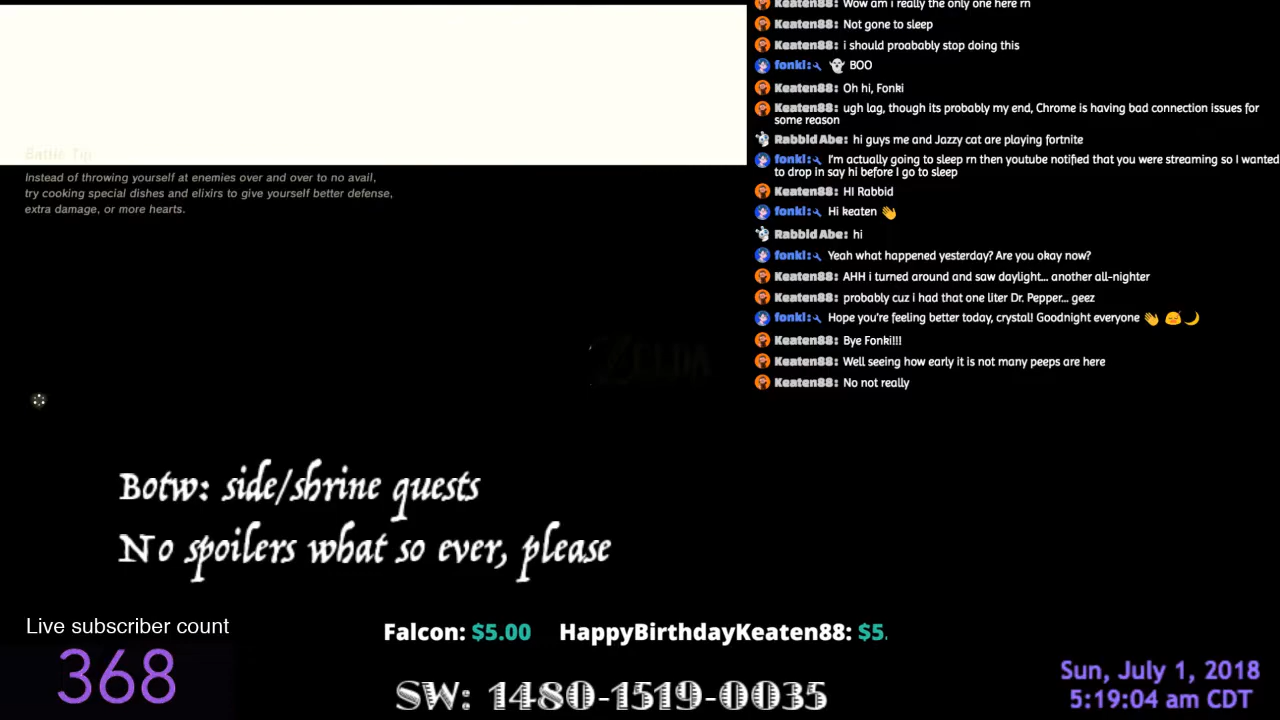 Battle Tip
Instead of throwing yourself at enemies over and over to no avail,
try cooking special dishes and elixirs to give yourself better defense,
extra damage, or more hearts.
ZELDA
Keaten88: Wow am i really the only one here rn
Keaten88: Not gone to sleep
Keaten88: i should proabably stop doing this
fonki: 👻 BOO
Keaten88: Oh hi, Fonki
Keaten88: ugh lag, though its probably my end, Chrome is having bad connection issues for
some reason
Rabbid Abe: hi guys me and Jazzy cat are playing fortnite
fonki: I'm actually going to sleep rn then youtube notified that you were streaming so I wanted
to drop in say hi before I go to sleep
Keaten88: HI Rabbid
fonki: Hi keaten 👋
Rabbid Abe: hi
fonki: Yeah what happened yesterday? Are you okay now?
Keaten88: AHH i turned around and saw daylight... another all-nighter
Keaten88: probably cuz i had that one liter Dr. Pepper... geez
fonki: Hope you're feeling better today, crystal! Goodnight everyone 👋 😴🌙
Keaten88: Bye Fonki!!!
Keaten88: Well seeing how early it is not many peeps are here
Keaten88: No not really
Botw: side/shrine quests
No spoilers what so ever, please
Live subscriber count
368
Falcon: $5.00 HappyBirthdayKeaten88: $5.
SW: 1480-1519-0035
Sun, July 1, 2018
5:19:04 am CDT